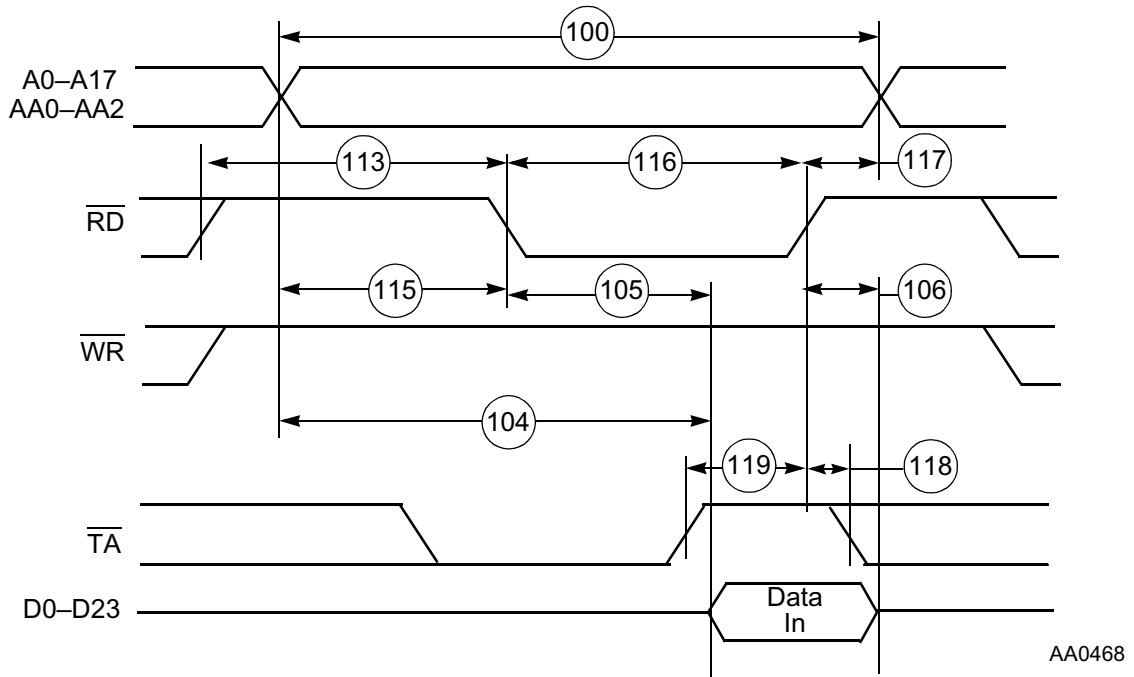 100
A0–A17
AA0–AA2
113
116
117
RD
115
105
106
WR
104
119
118
TA
D0–D23
Data
In
AA0468